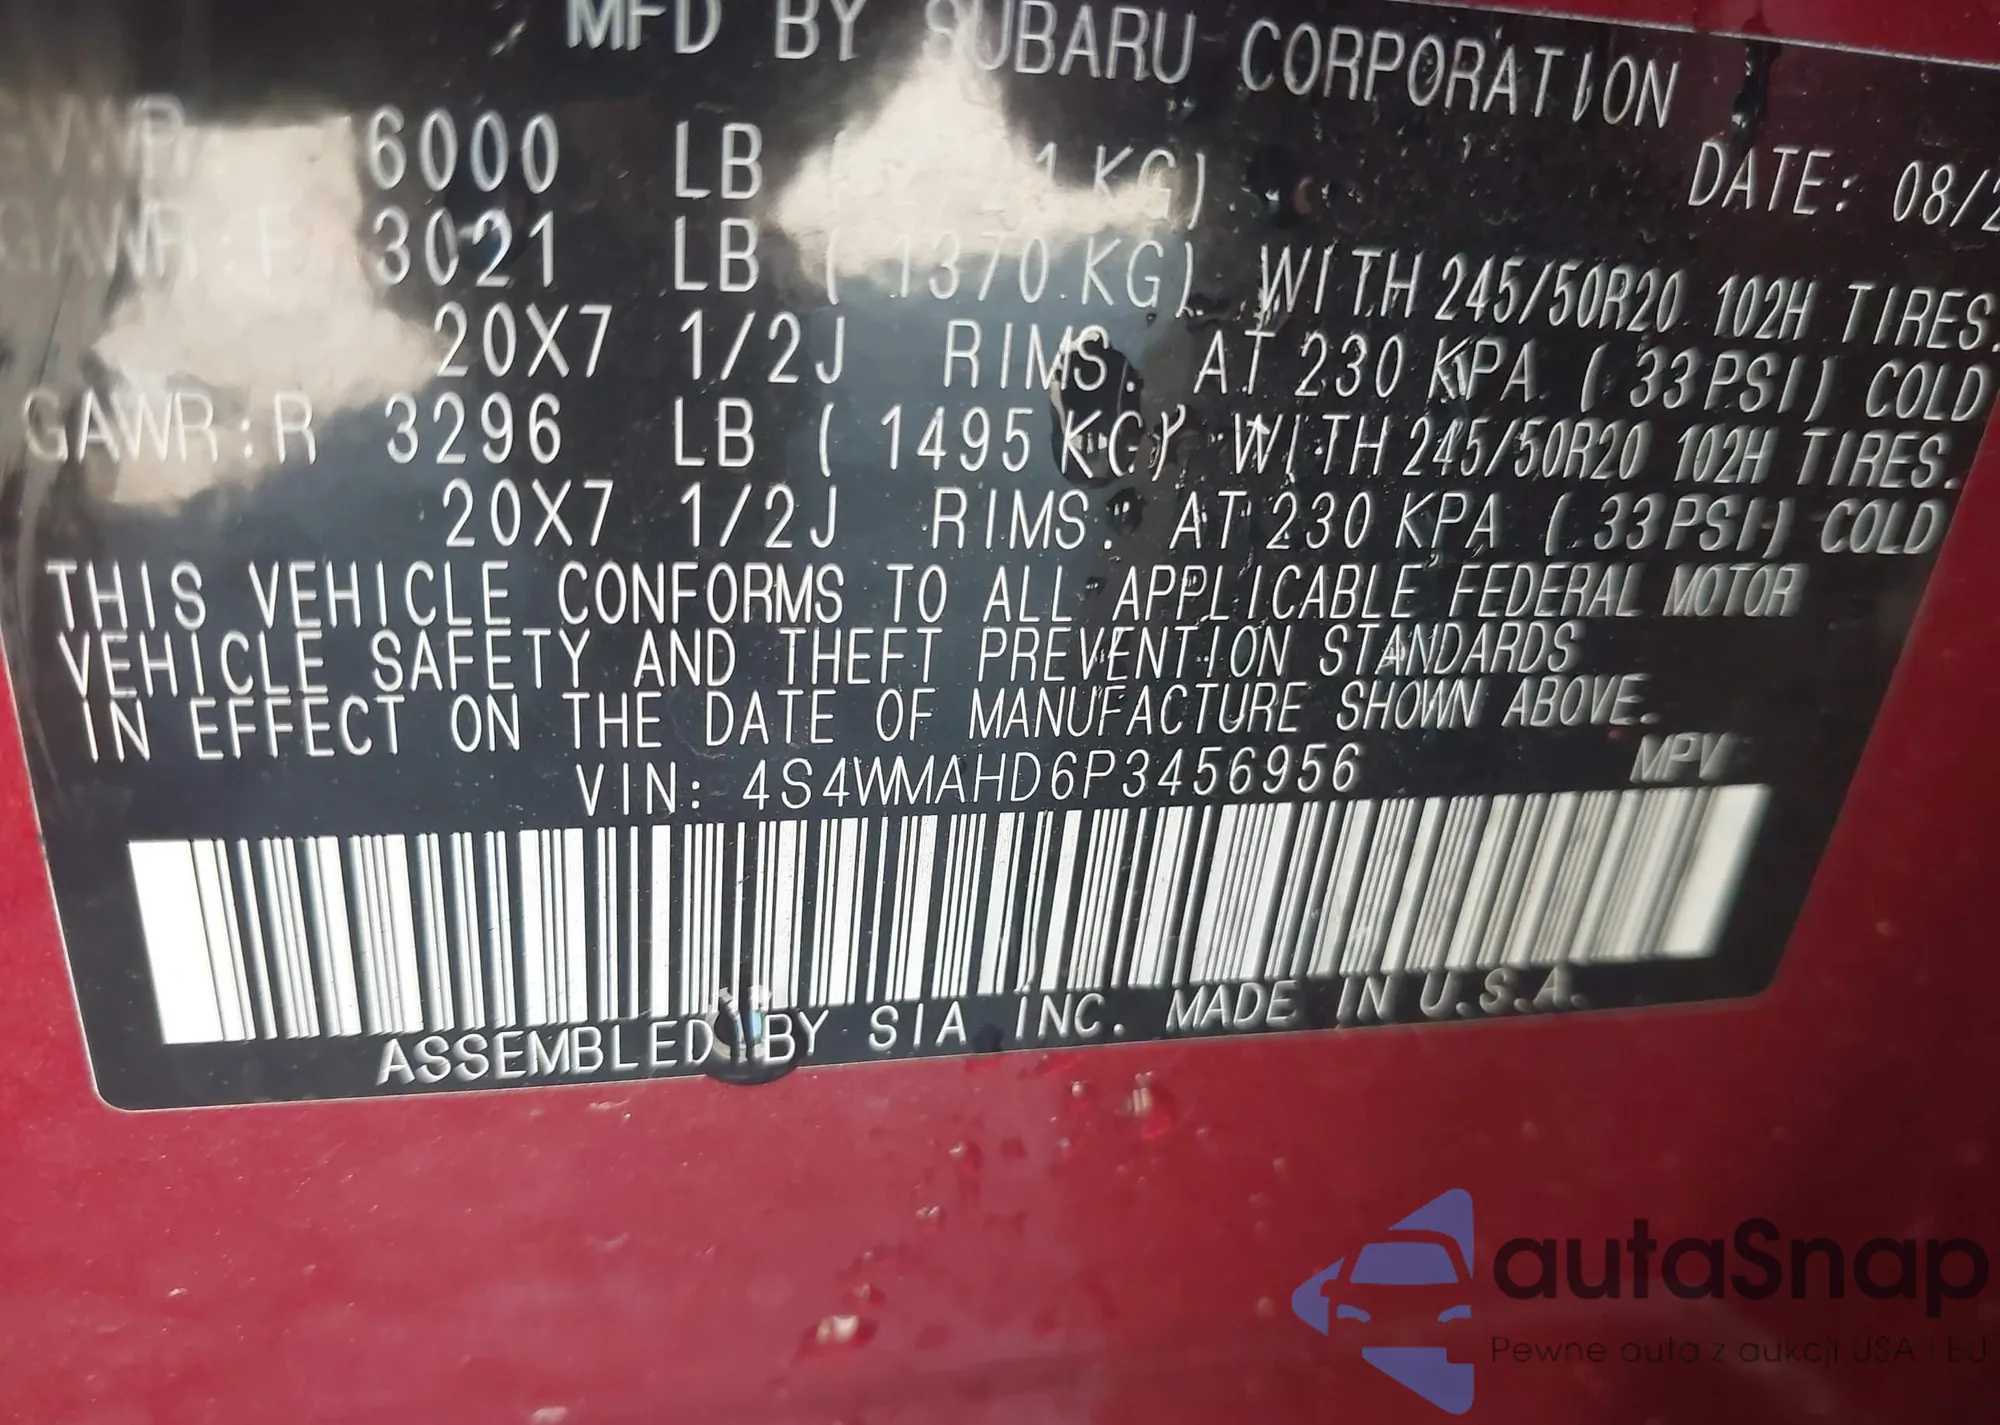 MFD BY SUBARU CORPORATION
6000 LB KG) DATE: 08/2
GAWR:F 3021 LB ( 1370 KG) WITH 245/50R20 102H TIRES.
20X7 1/2J RIMS. AT 230 KPA ( 33PSI) COLD
GAWR:R 3296 LB ( 1495 KG) WITH 245/50R20 102H TIRES.
20X7 1/2J RIMS. AT 230 KPA ( 33PSI) COLD
THIS VEHICLE CONFORMS TO ALL APPLICABLE FEDERAL MOTOR
VEHICLE SAFETY AND THEFT PREVENTION STANDARDS
IN EFFECT ON THE DATE OF MANUFACTURE SHOWN ABOVE.
VIN: 4S4WMAHD6P3456956 MPV
ASSEMBLED BY SIA INC. MADE IN U.S.A.
autaSnap
Pewne auta z aukcji USA i EU